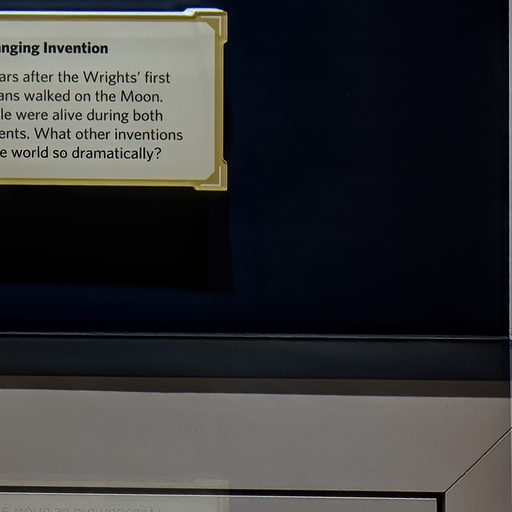 nging Invention
ars after the Wrights' first
ans walked on the Moon.
le were alive during both
ents. What other inventions
e world so dramatically?